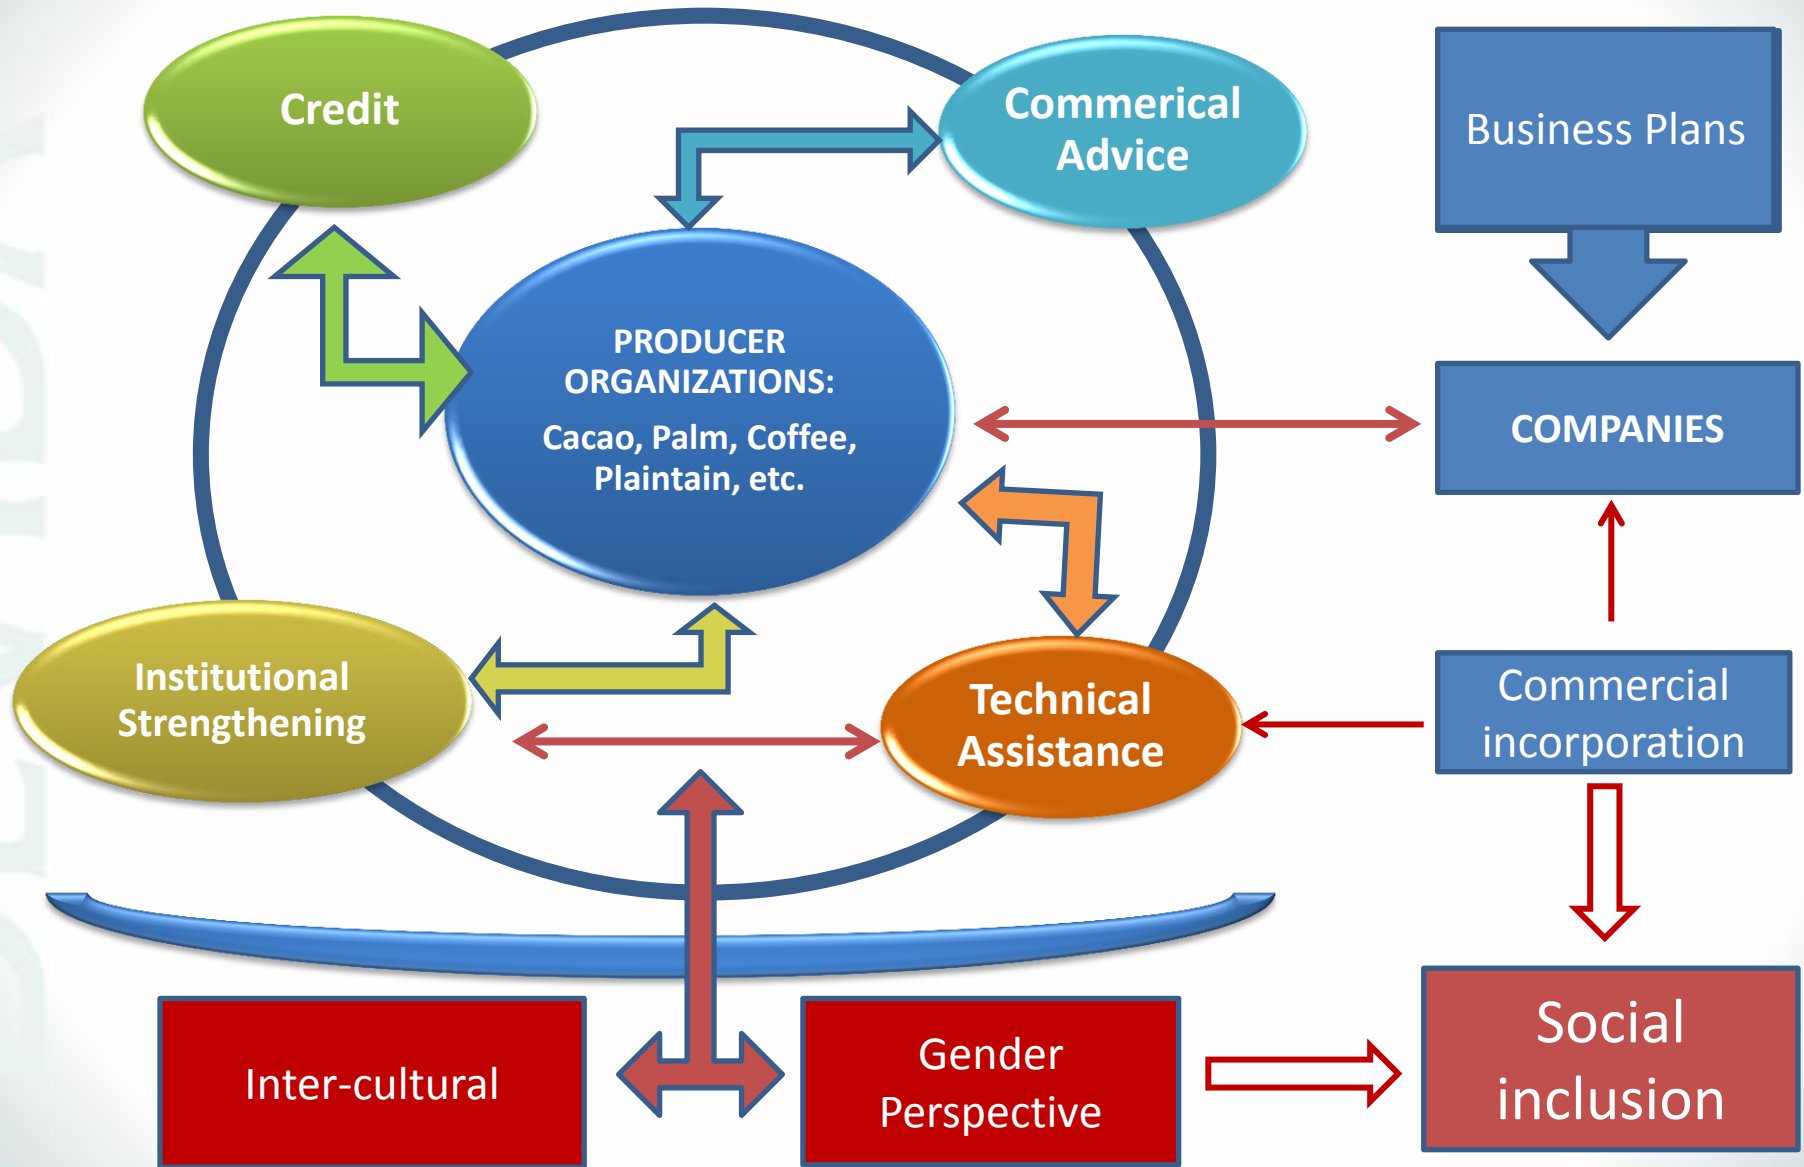 Credit
Commerical
Advice
Business Plans
PRODUCER
ORGANIZATIONS:
Cacao, Palm, Coffee,
Plaintain, etc.
COMPANIES
Institutional
Strengthening
Technical
Assistance
Commercial
incorporation
Inter-cultural
Gender
Perspective
Social
inclusion